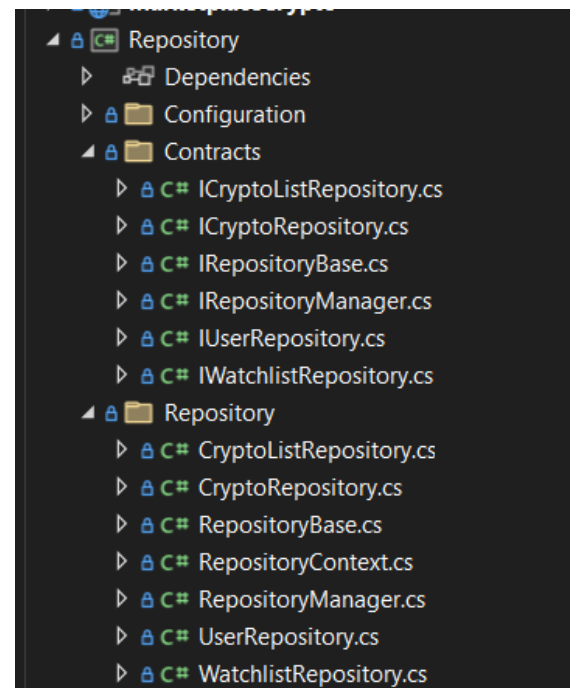 Repository
Dependencies
Configuration
Contracts
C# ICryptoListRepository.cs
C# ICryptoRepository.cs
C# IRepositoryBase.cs
C# IRepositoryManager.cs
C# IUserRepository.cs
C# IWatchlistRepository.cs
Repository
C# CryptoListRepository.cs
C# CryptoRepository.cs
C# RepositoryBase.cs
C# RepositoryContext.cs
C# RepositoryManager.cs
C# UserRepository.cs
C# WatchlistRepository.cs